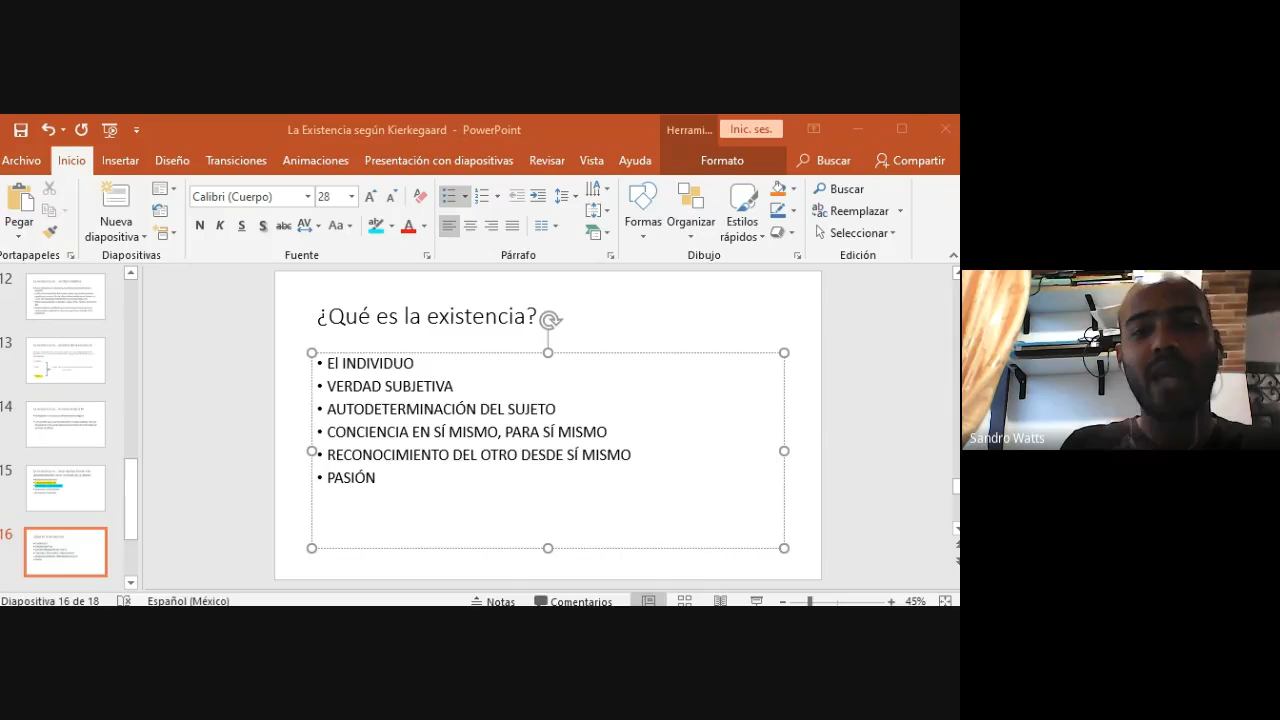 La Existencia según Kierkegaard - PowerPoint
Herrami...
Inic. ses.
Archivo
Inicio
Insertar
Diseño
Transiciones
Animaciones
Presentación con diapositivas
Revisar
Vista
Ayuda
Formato
Buscar
Compartir
Pegar
Nueva
diapositiva
Calibri (Cuerpo)
28
N K S S abc AV Aa A
Formas
Organizar
Estilos
rápidos
Buscar
Reemplazar
Seleccionar
Portapapeles
Diapositivas
Fuente
Párrafo
Dibujo
Edición
12
13
14
15
16
¿Qué es la existencia?
• El INDIVIDUO
• VERDAD SUBJETIVA
• AUTODETERMINACIÓN DEL SUJETO
• CONCIENCIA EN SÍ MISMO, PARA SÍ MISMO
• RECONOCIMIENTO DEL OTRO DESDE SÍ MISMO
• PASIÓN
Sandro Watts
Diapositiva 16 de 18
Español (México)
Notas
Comentarios
45%